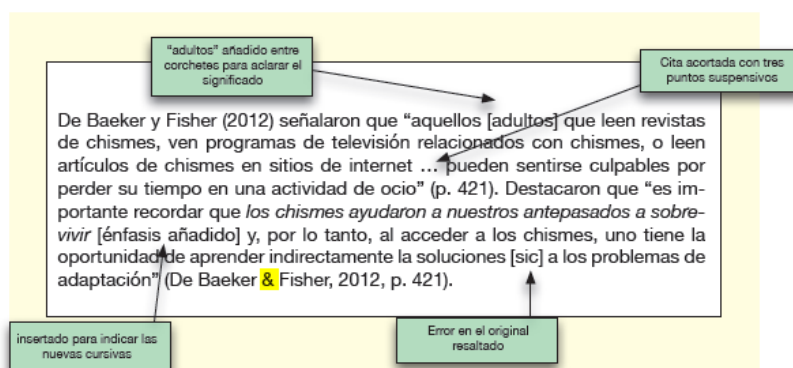 “adultos” añadido entre
corchetes para aclarar el
significado
Cita acortada con tres
puntos suspensivos
De Baeker y Fisher (2012) señalaron que “aquellos [adultos] que leen revistas
de chismes, ven programas de televisión relacionados con chismes, o leen
artículos de chismes en sitios de internet ... pueden sentirse culpables por
perder su tiempo en una actividad de ocio” (p. 421). Destacaron que “es im-
portante recordar que los chismes ayudaron a nuestros antepasados a sobre-
vivir [énfasis añadido] y, por lo tanto, al acceder a los chismes, uno tiene la
oportunidad de aprender indirectamente la soluciones [sic] a los problemas de
adaptación” (De Baeker & Fisher, 2012, p. 421).
insertado para indicar las
nuevas cursivas
Error en el original
resaltado